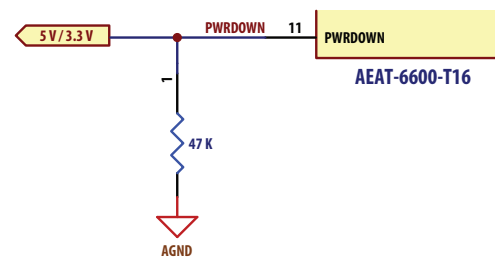 5 V / 3.3 V
PWRDOWN
11
PWRDOWN
AEAT-6600-T16
1
47 K
AGND